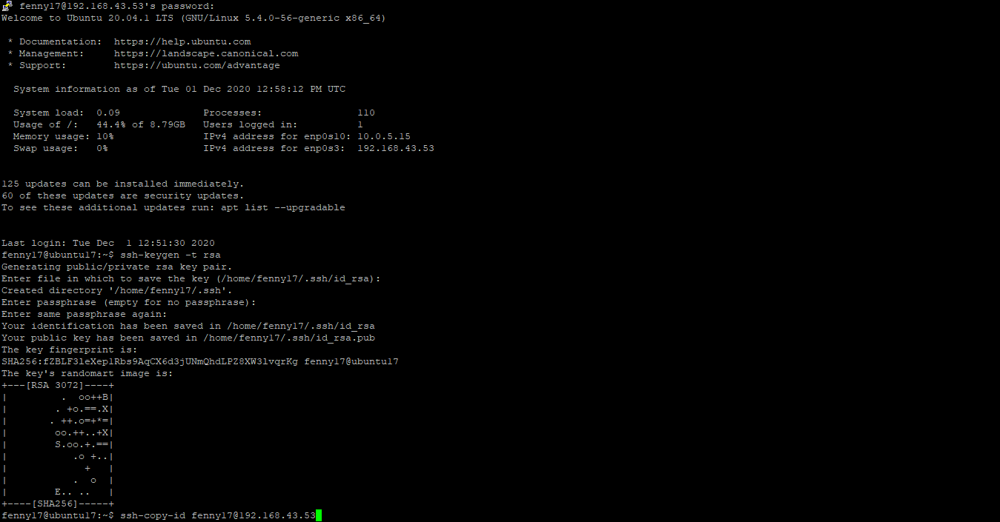 fenny17@192.168.43.53's password:
Welcome to Ubuntu 20.04.1 LTS (GNU/Linux 5.4.0-56-generic x86_64)
* Documentation:  https://help.ubuntu.com
* Management:     https://landscape.canonical.com
* Support:        https://ubuntu.com/advantage
System information as of Tue 01 Dec 2020 12:58:12 PM UTC
System load:  0.09              Processes:                110
Usage of /:   44.4% of 8.79GB   Users logged in:          1
Memory usage: 10%               IPv4 address for enp0s10: 10.0.5.15
Swap usage:   0%                IPv4 address for enp0s3:  192.168.43.53
125 updates can be installed immediately.
60 of these updates are security updates.
To see these additional updates run: apt list --upgradable
Last login: Tue Dec  1 12:51:30 2020
fenny17@ubuntu17:~$ ssh-keygen -t rsa
Generating public/private rsa key pair.
Enter file in which to save the key (/home/fenny17/.ssh/id_rsa):
Created directory '/home/fenny17/.ssh'.
Enter passphrase (empty for no passphrase):
Enter same passphrase again:
Your identification has been saved in /home/fenny17/.ssh/id_rsa
Your public key has been saved in /home/fenny17/.ssh/id_rsa.pub
The key fingerprint is:
SHA256:fZBLF3leXep1Rbs9AqCX6d3jUNmQhdLPZ8XW3lvqrKg fenny17@ubuntu17
The key's randomart image is:
+---[RSA 3072]----+
|         .  oo++B|
|        . +o.==.X|
|       . ++.o=+*=|
|        oo.++..+X|
|        S.oo.+.==|
|           .o +..|
|             +   |
|           .  o  |
|        E.. ..   |
+----[SHA256]-----+
fenny17@ubuntu17:~$ ssh-copy-id fenny17@192.168.43.53